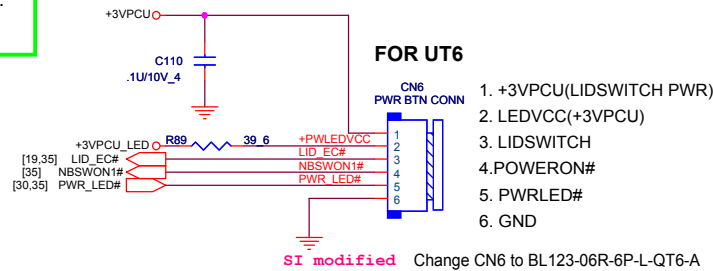 .
+3VPCU
C110
.1U/10V_4
FOR UT6
CN6
PWR BTN CONN
1. +3VPCU(LIDSWITCH PWR)
2. LEDVCC(+3VPCU)
3. LIDSWITCH
4.POWERON#
5. PWRLED#
6. GND
+3VPCU_LED R89 39_6 +PWLEDVCC
[19,35] LID_EC# LID_EC#
[35] NBSWON1# NBSWON1#
[30,35] PWR_LED# PWR_LED#
1
2
3
4
5
6
SI modified Change CN6 to BL123-06R-6P-L-QT6-A